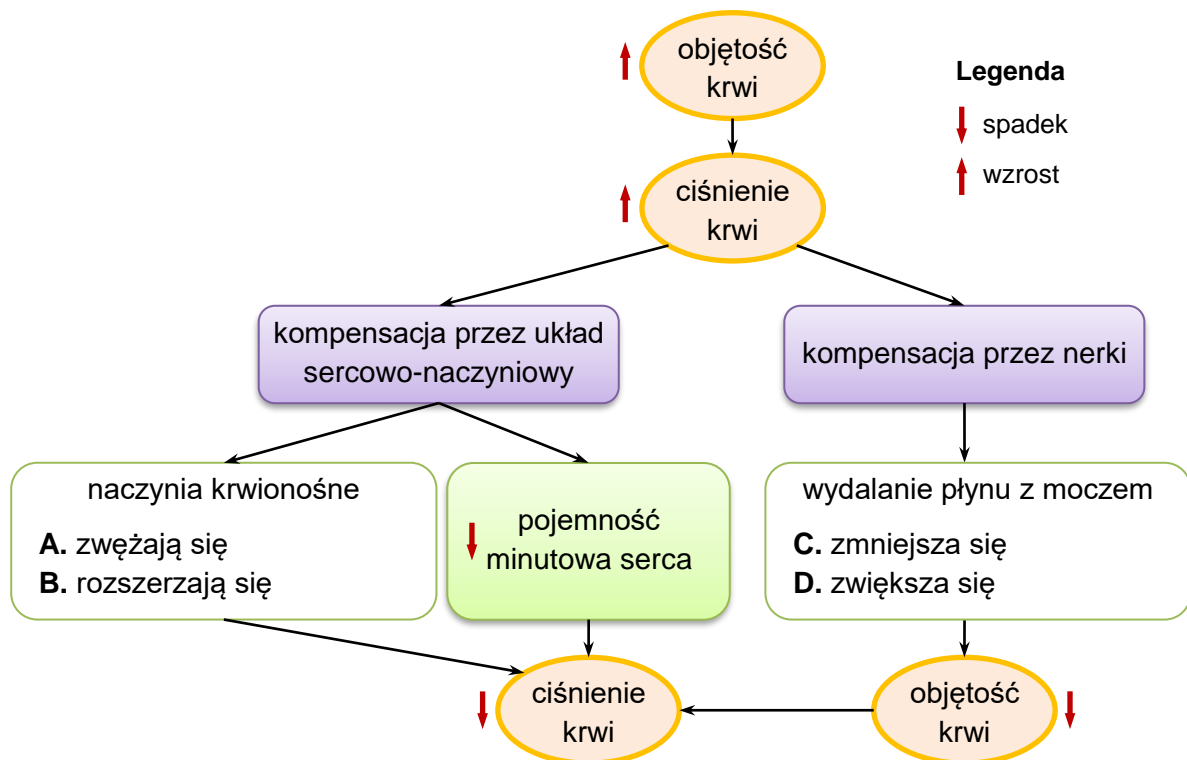 objętość
krwi
Legenda
spadek
wzrost
ciśnienie
krwi
kompensacja przez układ
sercowo-naczyniowy
kompensacja przez nerki
naczynia krwionośne
A. zwężają się
B. rozszerzają się
pojemność
minutowa serca
wydalanie płynu z moczem
C. zmniejsza się
D. zwiększa się
ciśnienie
krwi
objętość
krwi